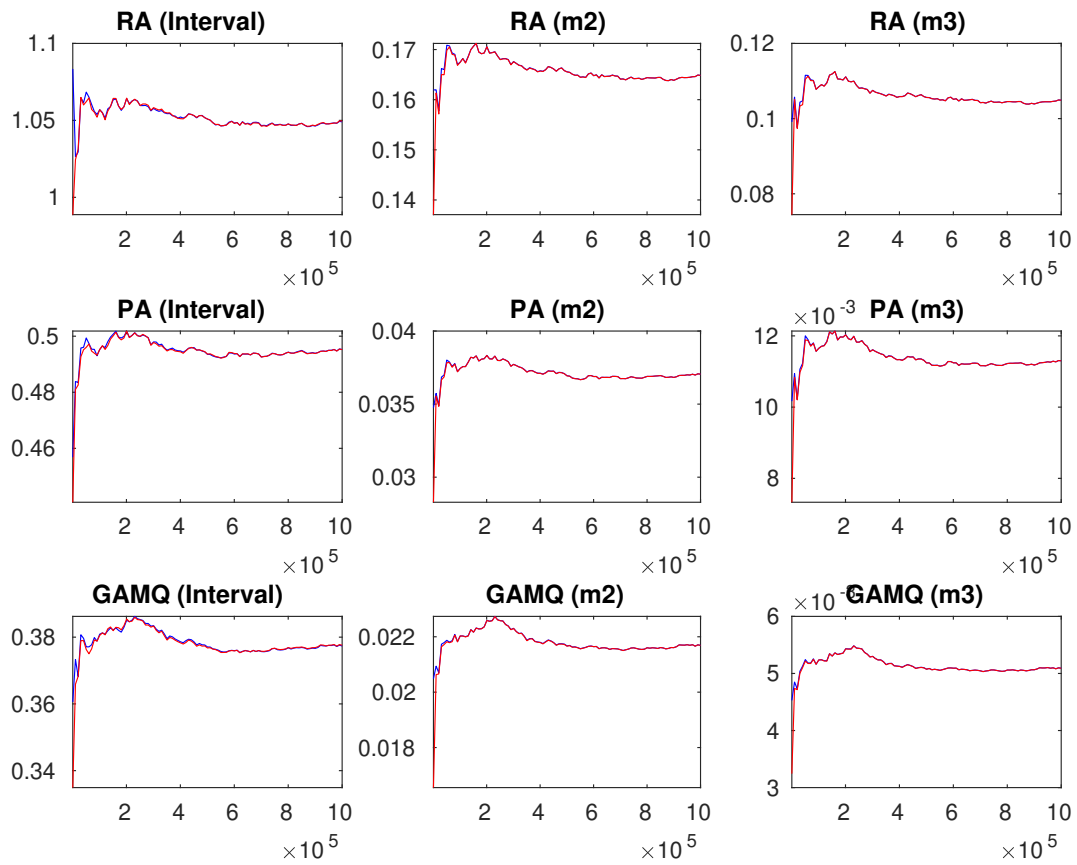 RA (Interval)
1.1
1.05
1
2 4 6 8 10
×10 5
RA (m2)
0.17
0.16
0.15
0.14
2 4 6 8 10
×10 5
RA (m3)
0.12
0.1
0.08
2 4 6 8 10
×10 5
PA (Interval)
0.5
0.48
0.46
2 4 6 8 10
×10 5
PA (m2)
0.04
0.035
0.03
2 4 6 8 10
×10 5
×10 -3
PA (m3)
12
10
8
2 4 6 8 10
×10 5
GAMQ (Interval)
0.38
0.36
0.34
2 4 6 8 10
×10 5
GAMQ (m2)
0.022
0.02
0.018
2 4 6 8 10
×10 5
×10 -3
GAMQ (m3)
6
5
4
3
2 4 6 8 10
×10 5